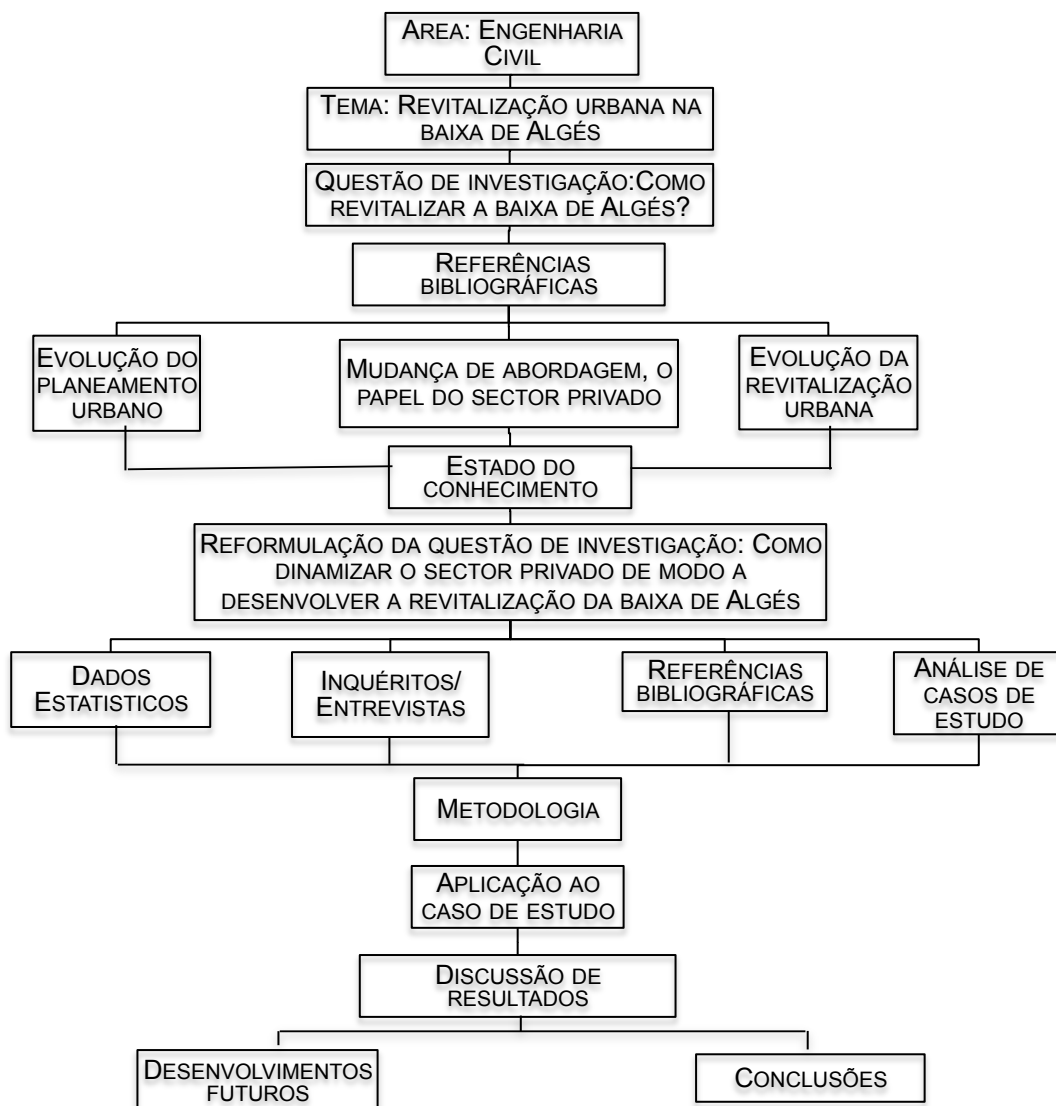 AREA: ENGENHARIA
CIVIL
TEMA: REVITALIZAÇÃO URBANA NA
BAIXA DE ALGÉS
QUESTÃO DE INVESTIGAÇÃO:COMO
REVITALIZAR A BAIXA DE ALGÉS?
REFERÊNCIAS
BIBLIOGRÁFICAS
EVOLUÇÃO DO
PLANEAMENTO
URBANO
MUDANÇA DE ABORDAGEM, O
PAPEL DO SECTOR PRIVADO
EVOLUÇÃO DA
REVITALIZAÇÃO
URBANA
ESTADO DO
CONHECIMENTO
REFORMULAÇÃO DA QUESTÃO DE INVESTIGAÇÃO: COMO
DINAMIZAR O SECTOR PRIVADO DE MODO A
DESENVOLVER A REVITALIZAÇÃO DA BAIXA DE ALGÉS
DADOS
ESTATISTICOS
INQUÉRITOS/
ENTREVISTAS
REFERÊNCIAS
BIBLIOGRÁFICAS
ANÁLISE DE
CASOS DE
ESTUDO
METODOLOGIA
APLICAÇÃO AO
CASO DE ESTUDO
DISCUSSÃO DE
RESULTADOS
DESENVOLVIMENTOS
FUTUROS
CONCLUSÕES